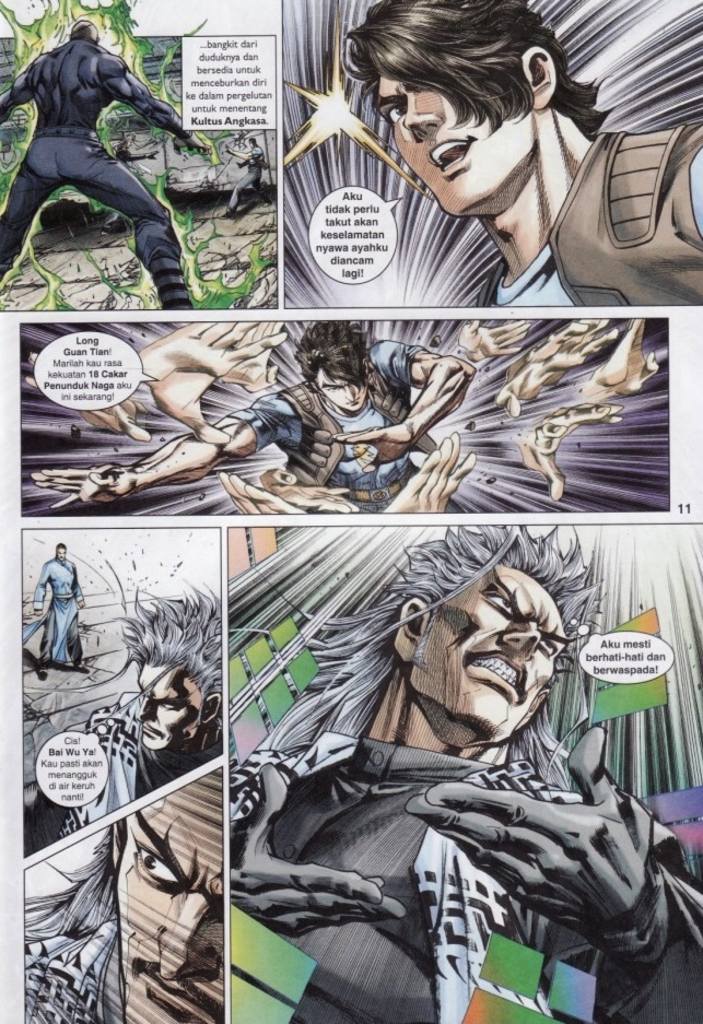 ...bangkit dari
duduknya dan
bersedia untuk
menceburkan diri
ke dalam pergelutan
untuk menentang
Kultus Angkasa.
Aku
tidak perlu
takut akan
keselamatan
nyawa ayahku
diancam
lagi!
Long
Guan Tian!
Marilah kau rasa
kekuatan 18 Cakar
Penunduk Naga aku
ini sekarang!
11
Cis!
Bai Wu Ya!
Kau pasti akan
menangguk
di air keruh
nanti!
Aku mesti
berhati-hati dan
berwaspada!